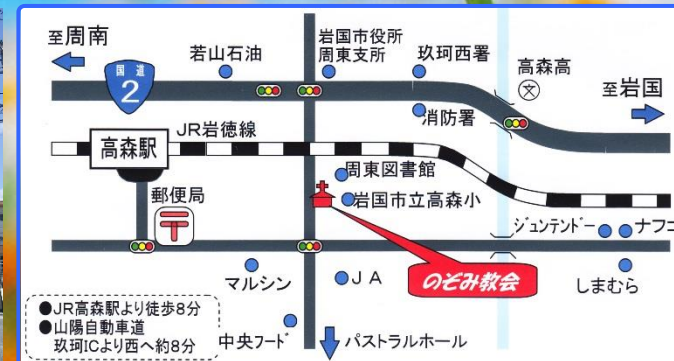 至周南
国道
2
若山石油
岩国市役所
周東支所
玖珂西署
高森高
文
至岩国
消防署
JR岩徳線
高森駅
周東図書館
岩国市立高森小
郵便局
〒
ジュンテンドー
ナフコ
のぞみ教会
マルシン
JA
しまむら
●JR高森駅より徒歩8分
●山陽自動車道
玖珂ICより西へ約8分
中央フード
パストラルホール